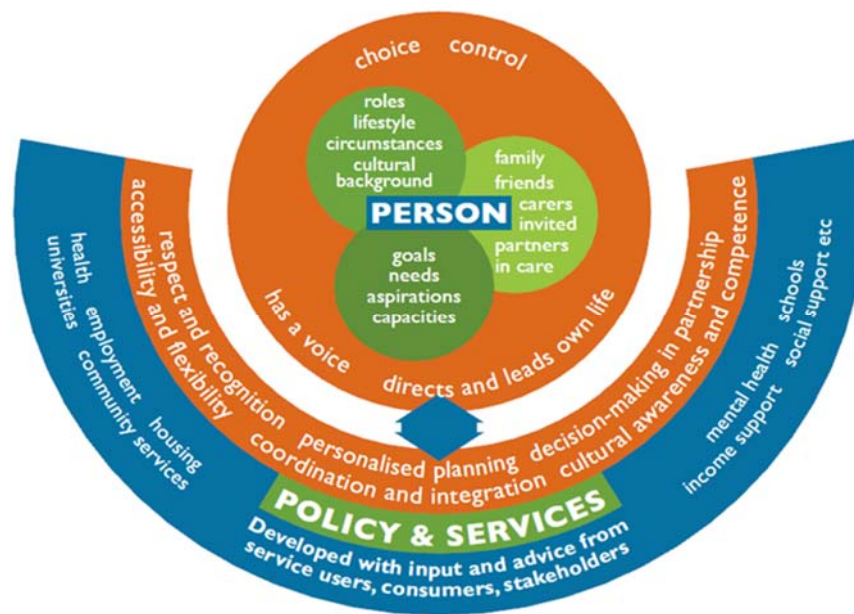 choice control
roles
lifestyle
circumstances
cultural
background
family
friends
carers
invited
partners
in care
PERSON
goals
needs
aspirations
capacities
has a voice directs and leads own life
respect and recognition personalised planning decision-making in partnership
accessibility and flexibility coordination and integration cultural awareness and competence
health employment housing
universities community services
mental health schools
income support social support etc
POLICY & SERVICES
Developed with input and advice from
service users, consumers, stakeholders